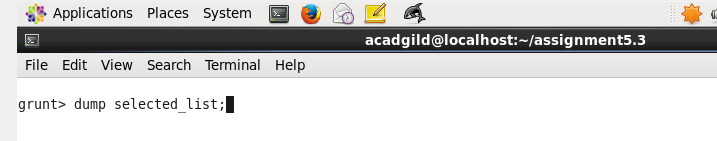 Applications Places System
acadgild@localhost:~/assignment5.3
File Edit View Search Terminal Help
grunt> dump selected_list;